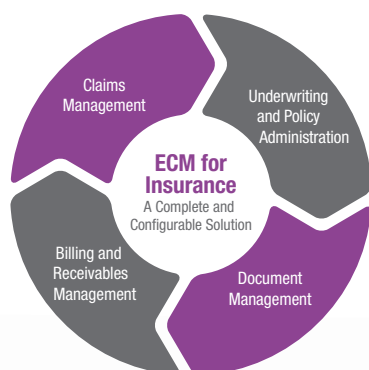 Claims
Management
Underwriting
and Policy
Administration
ECM for
Insurance
A Complete and
Configurable Solution
Billing and
Receivables
Management
Document
Management